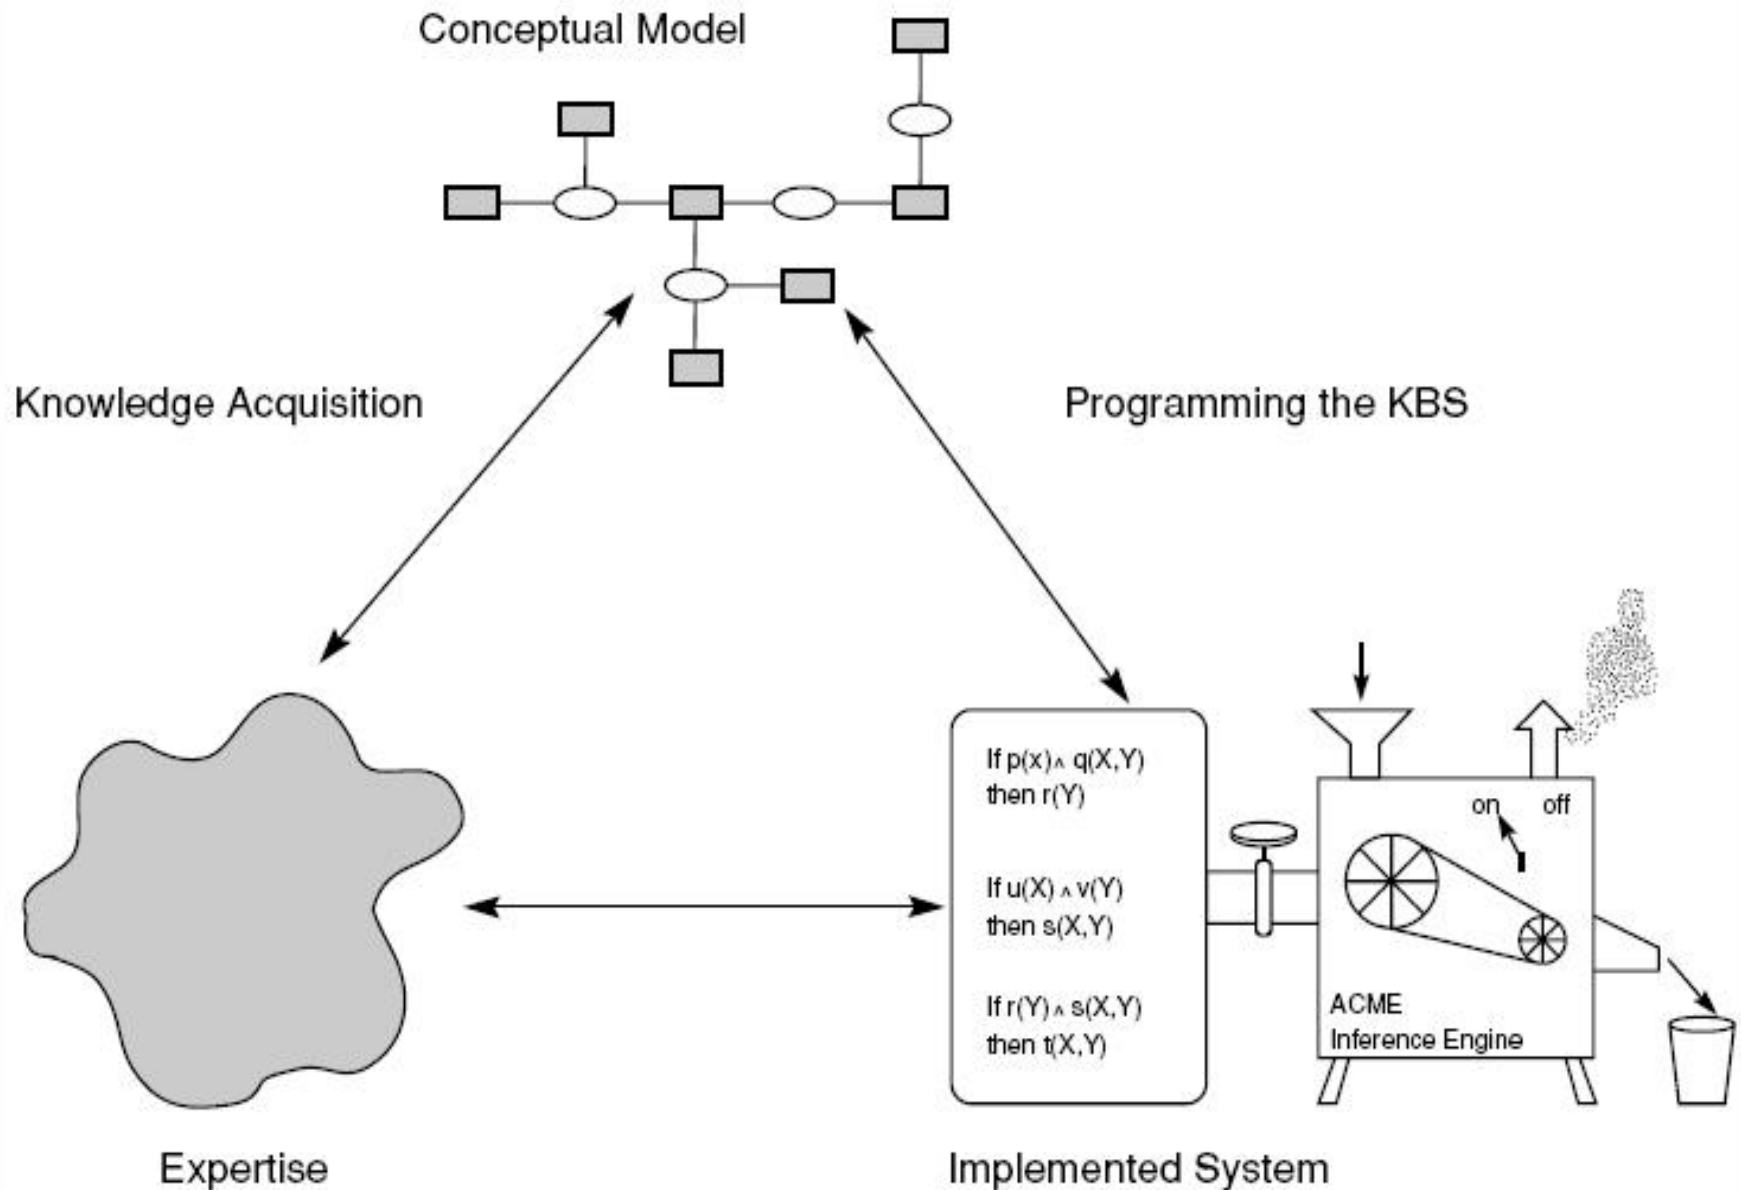 Conceptual Model
Knowledge Acquisition
Programming the KBS
If p(x)∧ q(X,Y)
then r(Y)
If u(X) ∧ v(Y)
then s(X,Y)
If r(Y) ∧ s(X,Y)
then t(X,Y)
on off
ACME
Inference Engine
Expertise
Implemented System